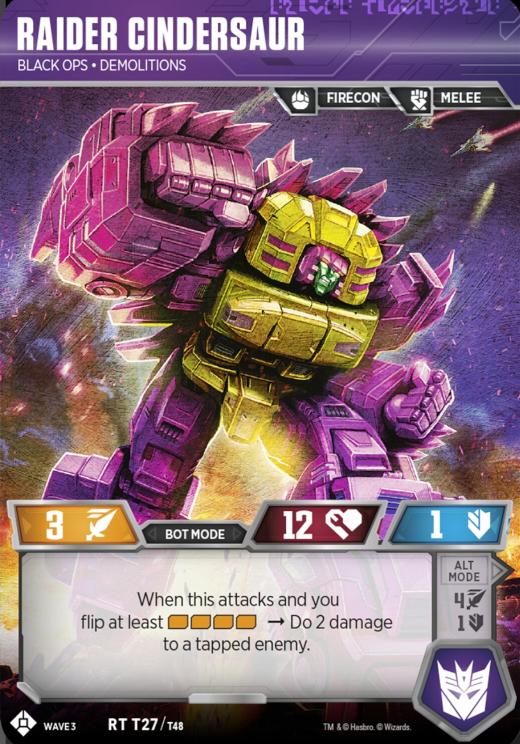 RAIDER CINDERSAUR
BLACK OPS • DEMOLITIONS
FIRECON MELEE
3 BOT MODE 12 1
ALT
MODE
4
1
When this attacks and you
flip at least → Do 2 damage
to a tapped enemy.
WAVE 3 RT T27/T48 TM & © Hasbro. © Wizards.